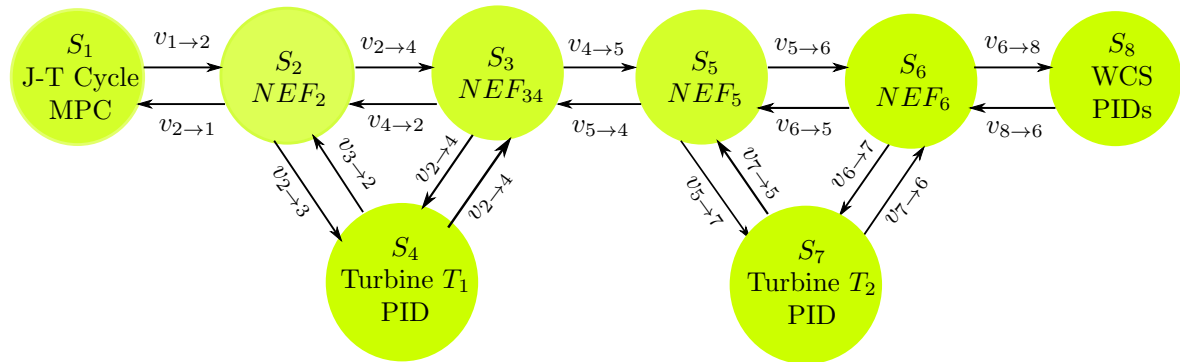 S₁
J-T Cycle
MPC
v₁→₂
v₂→₁
S₂
NEF₂
v₂→₄
v₄→₂
S₃
NEF₃₄
v₄→₅
v₅→₄
S₅
NEF₅
v₅→₆
v₆→₅
S₆
NEF₆
v₆→₈
v₈→₆
S₈
WCS
PIDs
v₂→₃
v₃→₂
v₂→₄
v₂→₄
S₄
Turbine T₁
PID
v₅→₇
v₇→₅
v₆→₇
v₇→₆
S₇
Turbine T₂
PID